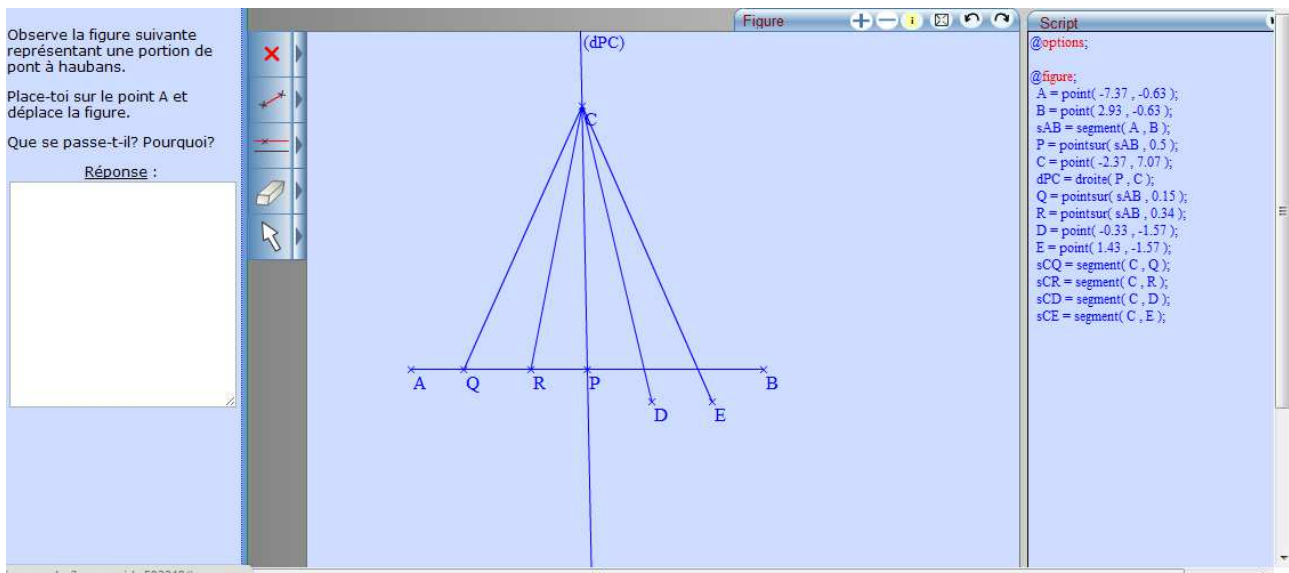 Observe la figure suivante
représentant une portion de
pont à haubans.
Place-toi sur le point A et
déplace la figure.
Que se passe-t-il? Pourquoi?
Réponse :
Figure
i
(dPC)
C
A
Q
R
P
B
D
E
Script
@options;
@figure;
A = point( -7.37 , -0.63 );
B = point( 2.93 , -0.63 );
sAB = segment( A , B );
P = pointsur( sAB , 0.5 );
C = point( -2.37 , 7.07 );
dPC = droite( P , C );
Q = pointsur( sAB , 0.15 );
R = pointsur( sAB , 0.34 );
D = point( -0.33 , -1.57 );
E = point( 1.43 , -1.57 );
sCQ = segment( C , Q );
sCR = segment( C , R );
sCD = segment( C , D );
sCE = segment( C , E );